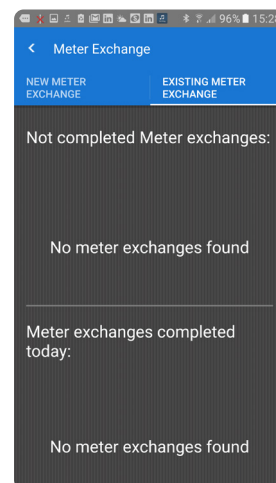 96% 15:28
Meter Exchange
NEW METER
EXCHANGE
EXISTING METER
EXCHANGE
Not completed Meter exchanges:
No meter exchanges found
Meter exchanges completed
today:
No meter exchanges found